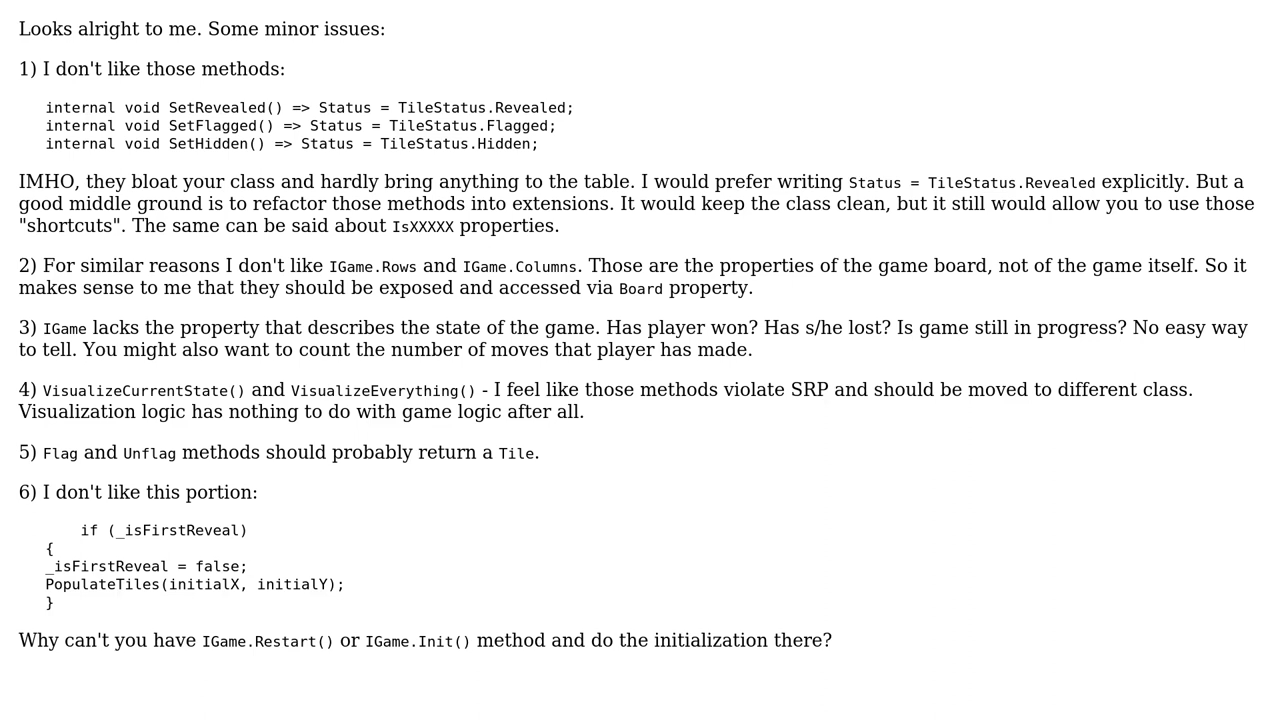 Looks alright to me. Some minor issues:
1) I don't like those methods:
internal void SetRevealed() => Status = TileStatus.Revealed;
internal void SetFlagged() => Status = TileStatus.Flagged;
internal void SetHidden() => Status = TileStatus.Hidden;
IMHO, they bloat your class and hardly bring anything to the table. I would prefer writing Status = TileStatus.Revealed explicitly. But a
good middle ground is to refactor those methods into extensions. It would keep the class clean, but it still would allow you to use those
"shortcuts". The same can be said about IsXXXXX properties.
2) For similar reasons I don't like IGame.Rows and IGame.Columns. Those are the properties of the game board, not of the game itself. So it
makes sense to me that they should be exposed and accessed via Board property.
3) IGame lacks the property that describes the state of the game. Has player won? Has s/he lost? Is game still in progress? No easy way
to tell. You might also want to count the number of moves that player has made.
4) VisualizeCurrentState() and VisualizeEverything() - I feel like those methods violate SRP and should be moved to different class.
Visualization logic has nothing to do with game logic after all.
5) Flag and Unflag methods should probably return a Tile.
6) I don't like this portion:
if (_isFirstReveal)
{
_isFirstReveal = false;
PopulateTiles(initialX, initialY);
}
Why can't you have IGame.Restart() or IGame.Init() method and do the initialization there?